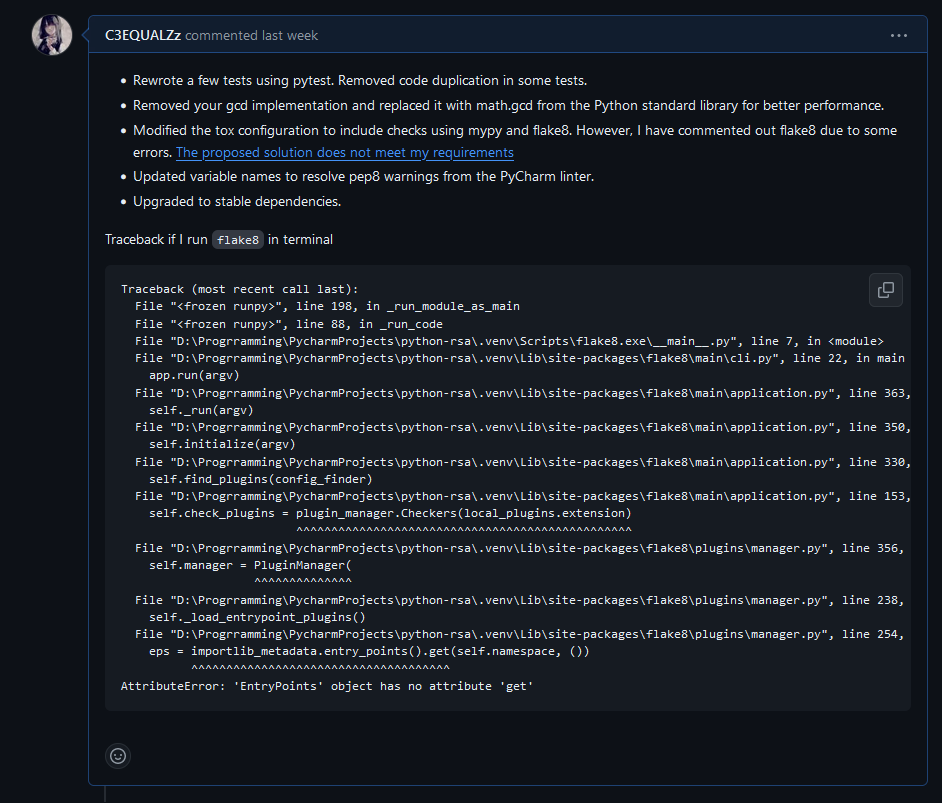 C3EQUALZz commented last week
• Rewrote a few tests using pytest. Removed code duplication in some tests.
• Removed your gcd implementation and replaced it with math.gcd from the Python standard library for better performance.
• Modified the tox configuration to include checks using mypy and flake8. However, I have commented out flake8 due to some
errors. The proposed solution does not meet my requirements
• Updated variable names to resolve pep8 warnings from the PyCharm linter.
• Upgraded to stable dependencies.
Traceback if I run flake8 in terminal
Traceback (most recent call last):
  File "<frozen runpy>", line 198, in _run_module_as_main
  File "<frozen runpy>", line 88, in _run_code
  File "D:\Progrramming\PycharmProjects\python-rsa\.venv\Scripts\flake8.exe\__main__.py", line 7, in <module>
  File "D:\Progrramming\PycharmProjects\python-rsa\.venv\Lib\site-packages\flake8\main\cli.py", line 22, in main
    app.run(argv)
  File "D:\Progrramming\PycharmProjects\python-rsa\.venv\Lib\site-packages\flake8\main\application.py", line 363,
    self._run(argv)
  File "D:\Progrramming\PycharmProjects\python-rsa\.venv\Lib\site-packages\flake8\main\application.py", line 350,
    self.initialize(argv)
  File "D:\Progrramming\PycharmProjects\python-rsa\.venv\Lib\site-packages\flake8\main\application.py", line 330,
    self.find_plugins(config_finder)
  File "D:\Progrramming\PycharmProjects\python-rsa\.venv\Lib\site-packages\flake8\main\application.py", line 153,
    self.check_plugins = plugin_manager.Checkers(local_plugins.extension)
                         ^^^^^^^^^^^^^^^^^^^^^^^^^^^^^^^^^^^^^^^^^^^^^^^^
  File "D:\Progrramming\PycharmProjects\python-rsa\.venv\Lib\site-packages\flake8\plugins\manager.py", line 356,
    self.manager = PluginManager(
                   ^^^^^^^^^^^^^^
  File "D:\Progrramming\PycharmProjects\python-rsa\.venv\Lib\site-packages\flake8\plugins\manager.py", line 238,
    self._load_entrypoint_plugins()
  File "D:\Progrramming\PycharmProjects\python-rsa\.venv\Lib\site-packages\flake8\plugins\manager.py", line 254,
    eps = importlib_metadata.entry_points().get(self.namespace, ())
          ^^^^^^^^^^^^^^^^^^^^^^^^^^^^^^^^^^^^^
AttributeError: 'EntryPoints' object has no attribute 'get'